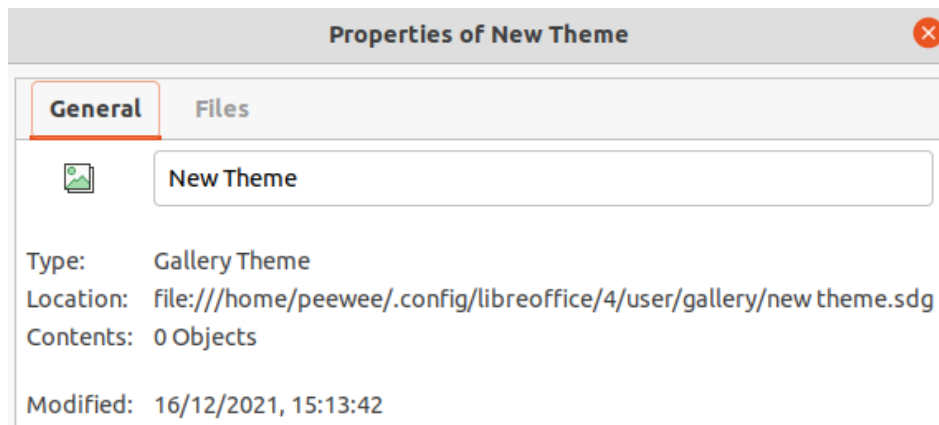 Properties of New Theme
General Files
New Theme
Type: Gallery Theme
Location: file:///home/peewee/.config/libreoffice/4/user/gallery/new theme.sdg
Contents: 0 Objects
Modified: 16/12/2021, 15:13:42